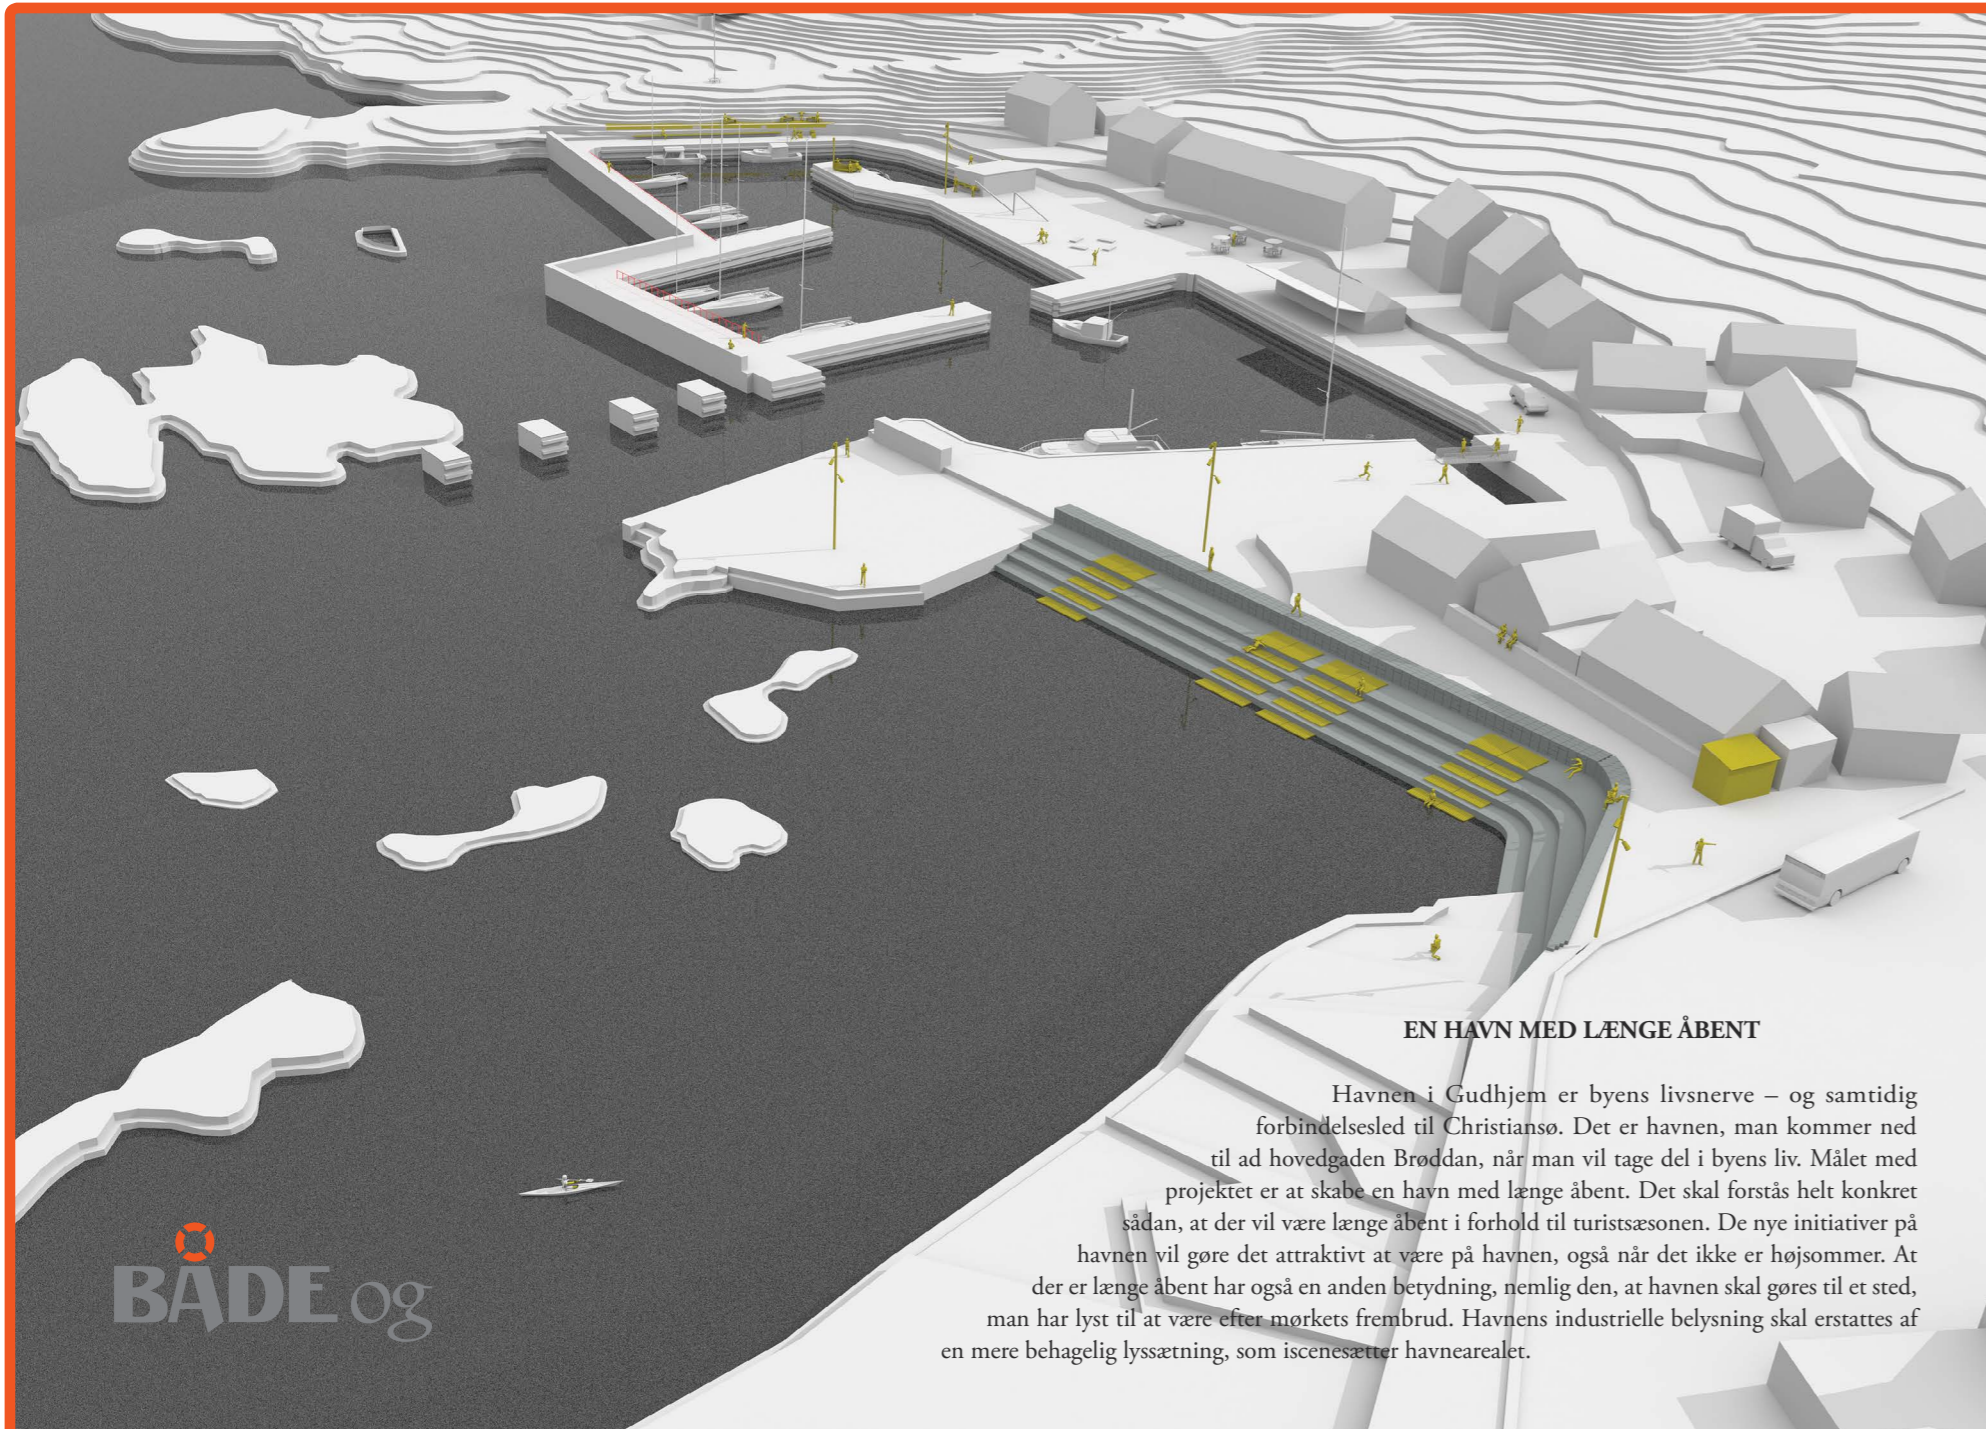 EN HAVN MED LÆNGE ÅBENT
Havnen i Gudhjem er byens livsnerve – og samtidig
forbindelsesled til Christiansø. Det er havnen, man kommer ned
til ad hovedgaden Brøddan, når man vil tage del i byens liv. Målet med
projektet er at skabe en havn med længe åbent. Det skal forstås helt konkret
sådan, at der vil være længe åbent i forhold til turistsæsonen. De nye initiativer på
havnen vil gøre det attraktivt at være på havnen, også når det ikke er højsommer. At
der er længe åbent har også en anden betydning, nemlig den, at havnen skal gøres til et sted,
man har lyst til at være efter mørkets frembrud. Havnens industrielle belysning skal erstattes af
en mere behagelig lyssætning, som iscenesætter havnearealet.
BÅDE og